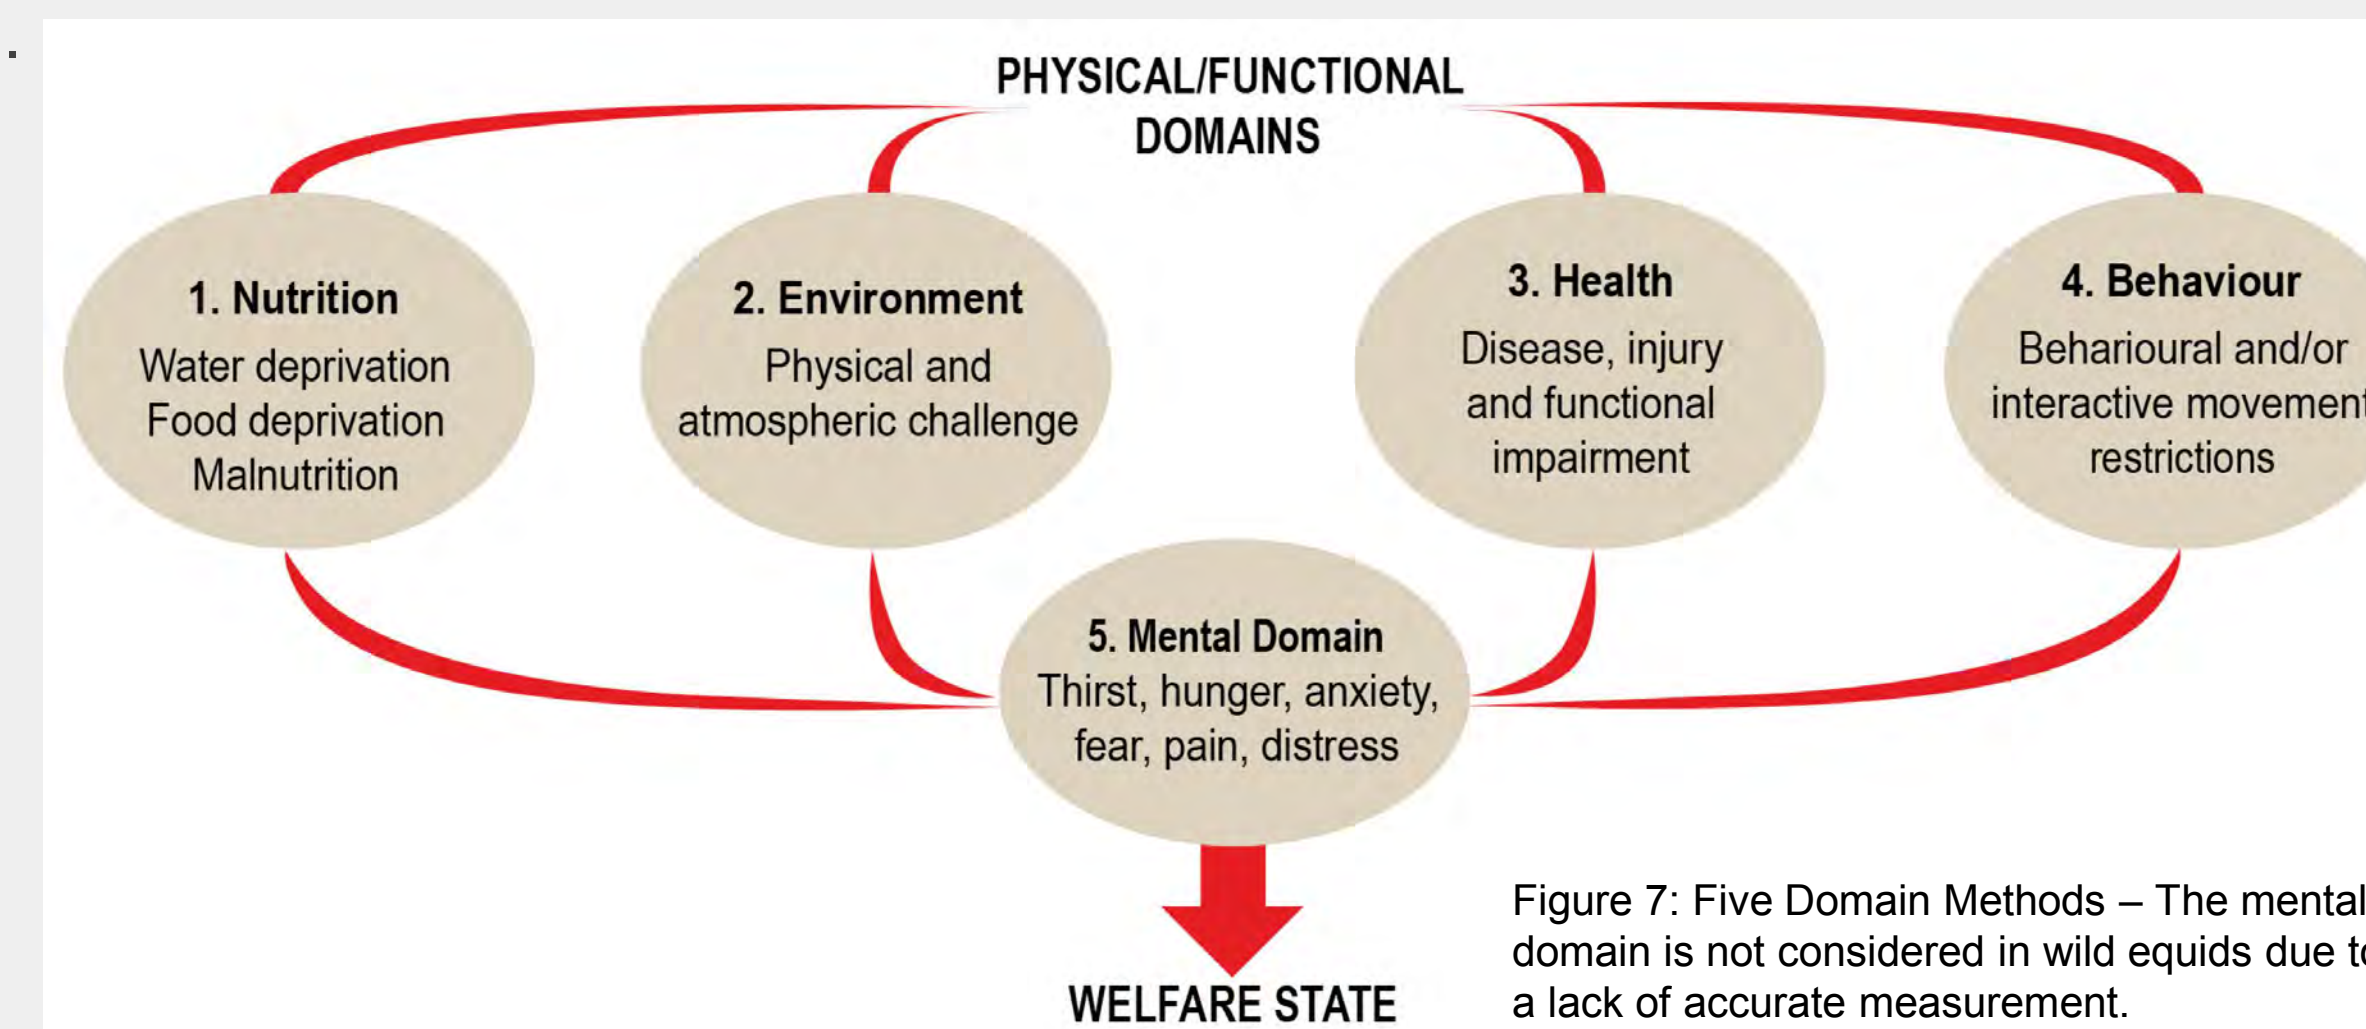 PHYSICAL/FUNCTIONAL
DOMAINS
1. Nutrition
Water deprivation
Food deprivation
Malnutrition
2. Environment
Physical and
atmospheric challenge
3. Health
Disease, injury
and functional
impairment
4. Behaviour
Beharioural and/or
interactive movement
restrictions
5. Mental Domain
Thirst, hunger, anxiety,
fear, pain, distress
WELFARE STATE
Figure 7: Five Domain Methods – The mental
domain is not considered in wild equids due to
a lack of accurate measurement.